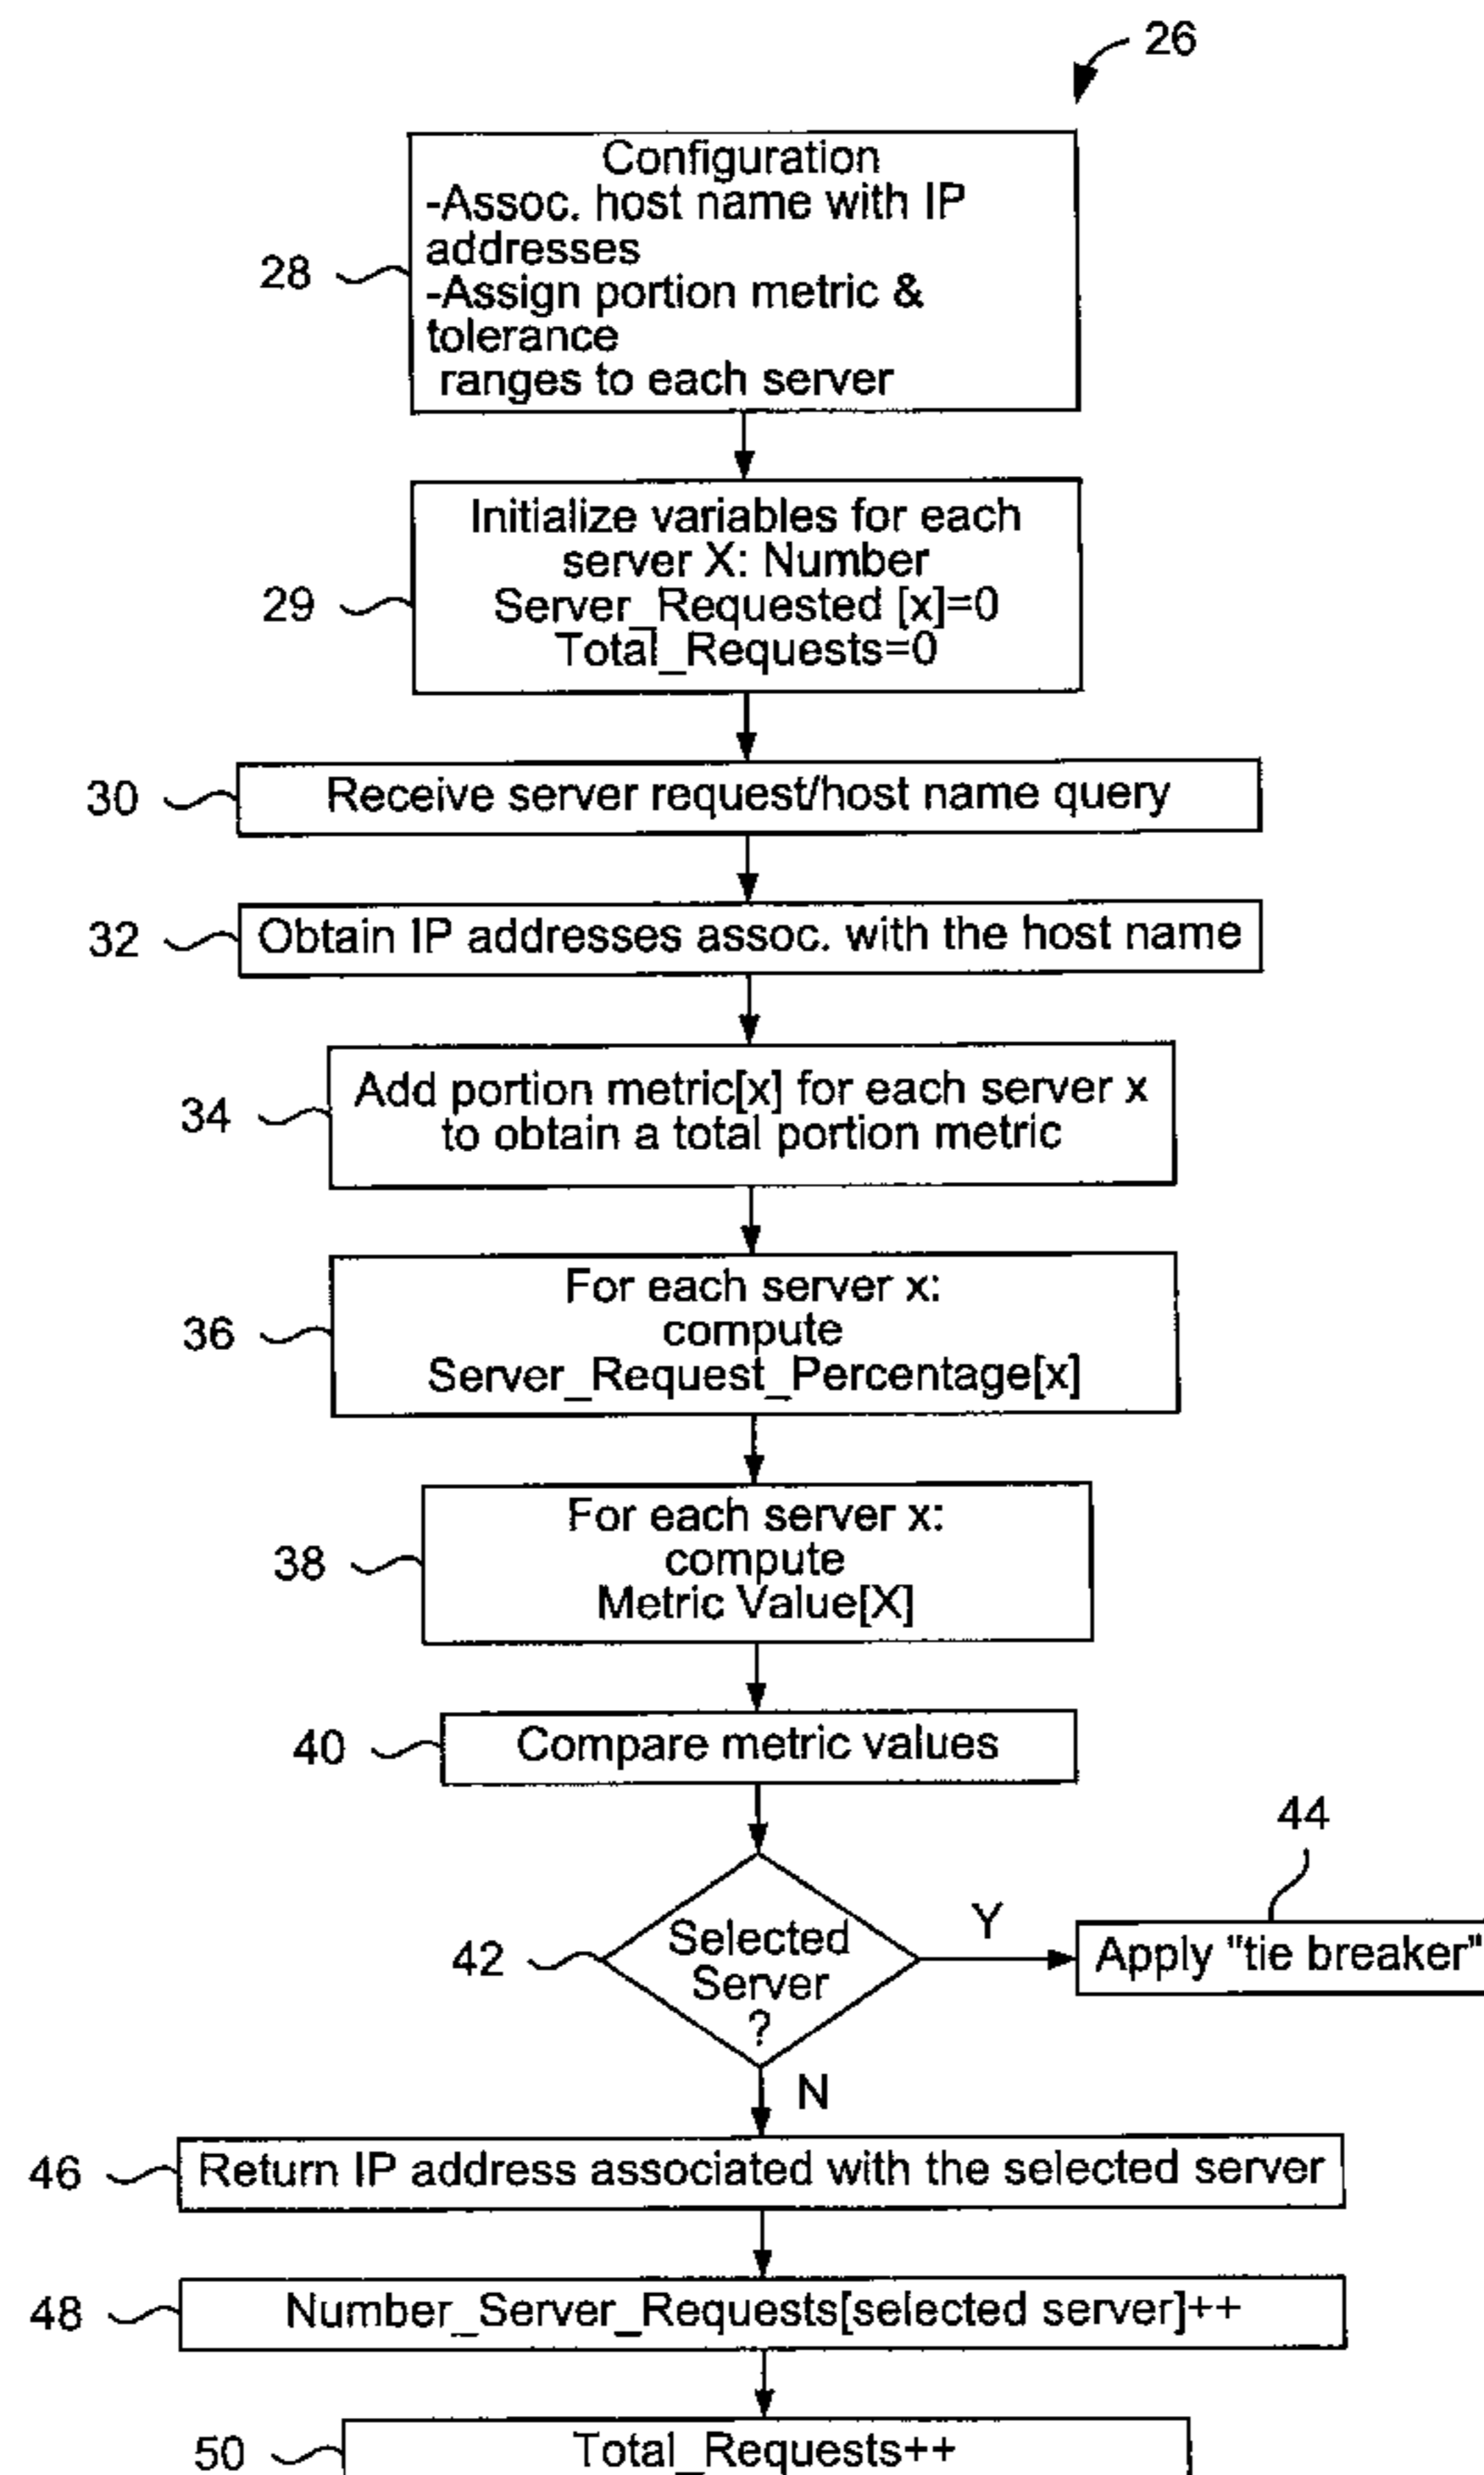 26
Configuration
-Assoc. host name with IP
addresses
-Assign portion metric &
tolerance
ranges to each server
28
Initialize variables for each
server X: Number
Server_Requested [x]=0
Total_Requests=0
29
30
Receive server request/host name query
32
Obtain IP addresses assoc. with the host name
34
Add portion metric[x] for each server x
to obtain a total portion metric
36
For each server x:
compute
Server_Request_Percentage[x]
38
For each server x:
compute
Metric Value[X]
40
Compare metric values
42
Selected
Server
?
Y
44
Apply "tie breaker"
N
46
Return IP address associated with the selected server
48
Number_Server_Requests[selected server]++
50
Total_Requests++